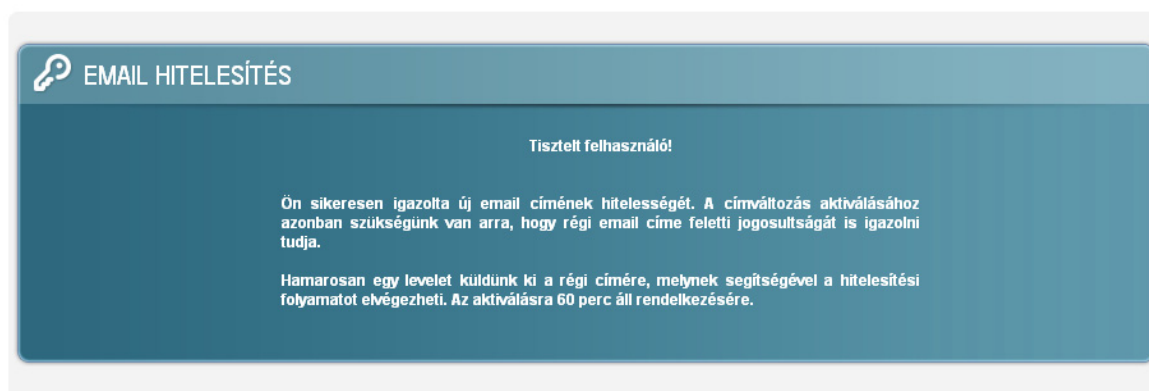 EMAIL HITELESÍTÉS
Tisztelt felhasználó!
Ön sikeresen igazolta új email címének hitelességét. A címváltozás aktiválásához
azonban szükségünk van arra, hogy régi email címe feletti jogosultságát is igazolni
tudja.
Hamarosan egy levelet küldünk ki a régi címére, melynek segítségével a hitelesítési
folyamatot elvégezheti. Az aktiválásra 60 perc áll rendelkezésére.